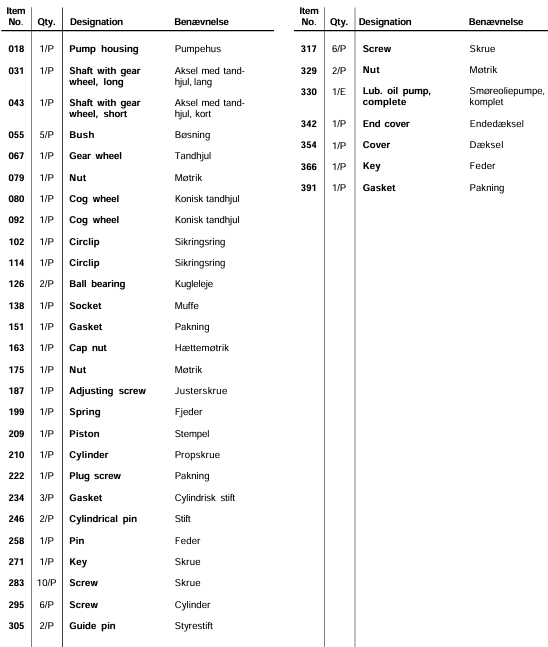 Item
No. Qty. Designation Benævnelse
018 1/P Pump housing Pumpehus
031 1/P Shaft with gear Aksel med tand-
wheel, long hjul, lang
043 1/P Shaft with gear Aksel med tand-
wheel, short hjul, kort
055 5/P Bush Bøsning
067 1/P Gear wheel Tandhjul
079 1/P Nut Møtrik
080 1/P Cog wheel Konisk tandhjul
092 1/P Cog wheel Konisk tandhjul
102 1/P Circlip Sikringsring
114 1/P Circlip Sikringsring
126 2/P Ball bearing Kugleleje
138 1/P Socket Muffe
151 1/P Gasket Pakning
163 1/P Cap nut Hættemøtrik
175 1/P Nut Møtrik
187 1/P Adjusting screw Justerskrue
199 1/P Spring Fjeder
209 1/P Piston Stempel
210 1/P Cylinder Propskrue
222 1/P Plug screw Pakning
234 3/P Gasket Cylindrisk stift
246 2/P Cylindrical pin Stift
258 1/P Pin Feder
271 1/P Key Skrue
283 10/P Screw Skrue
295 6/P Screw Cylinder
305 2/P Guide pin Styrestift
Item
No. Qty. Designation Benævnelse
317 6/P Screw Skrue
329 2/P Nut Møtrik
330 1/E Lub. oil pump, Smøreoliepumpe,
complete komplet
342 1/P End cover Endedæksel
354 1/P Cover Dæksel
366 1/P Key Feder
391 1/P Gasket Pakning